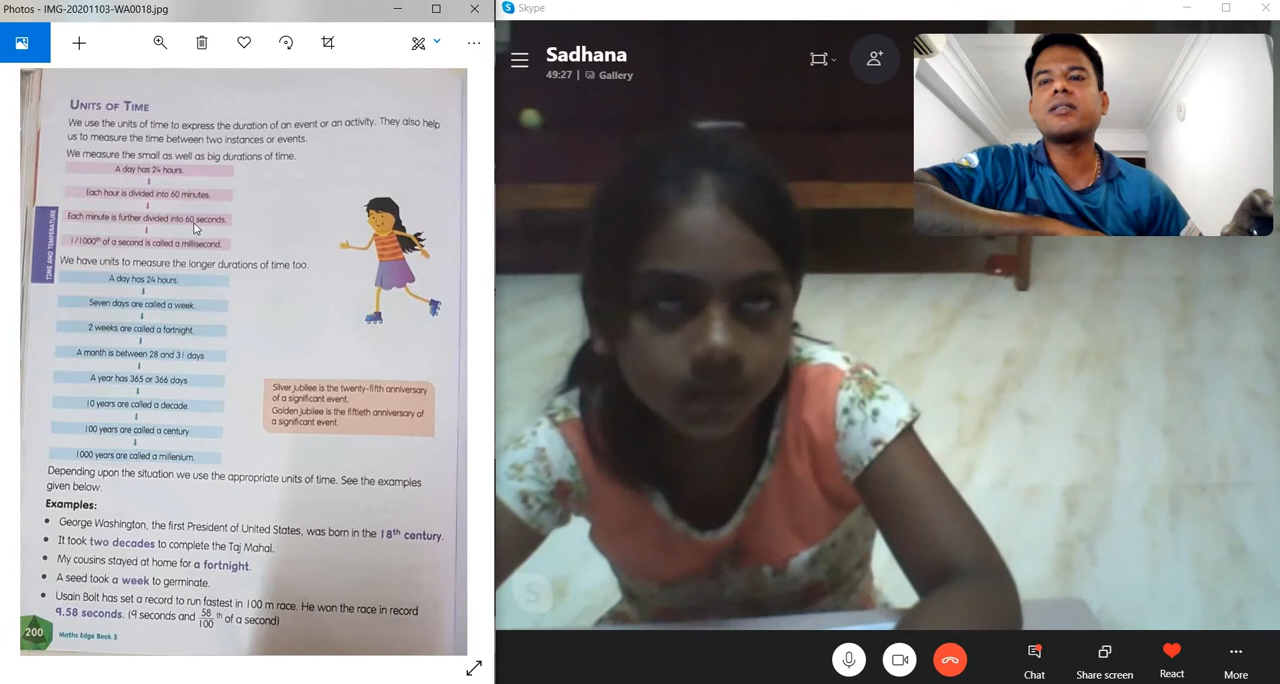 Photos - IMG-20201103-WA0018.jpg
UNITS OF TIME
We use the units of time to express the duration of an event or an activity. They also help
us to measure the time between two instances or events.
We measure the small as well as big durations of time.
A day has 24 hours.
Each hour is divided into 60 minutes.
Each minute is further divided into 60 seconds.
1/1000th of a second is called a millisecond.
We have units to measure the longer durations of time too.
A day has 24 hours.
Seven days are called a week.
2 weeks are called a fortnight.
A month is between 28 and 31 days
A year has 365 or 366 days
10 years are called a decade.
100 years are called a century
1000 years are called a millenium.
TIME AND TEMPERATURE
Silver jubilee is the twenty-fifth anniversary
of a significant event.
Golden jubilee is the fiftieth anniversary of
a significant event.
Depending upon the situation we use the appropriate units of time. See the examples
given below.
Examples:
• George Washington, the first President of United States, was born in the 18th century.
• It took two decades to complete the Taj Mahal.
• My cousins stayed at home for a fortnight.
• A seed took a week to germinate.
• Usain Bolt has set a record to run fastest in 100 m race. He won the race in record
9.58 seconds. (9 seconds and 58/100 th of a second)
200
Maths Edge Book 5
Skype
Sadhana
49:27 | Gallery
Chat
Share screen
React
More